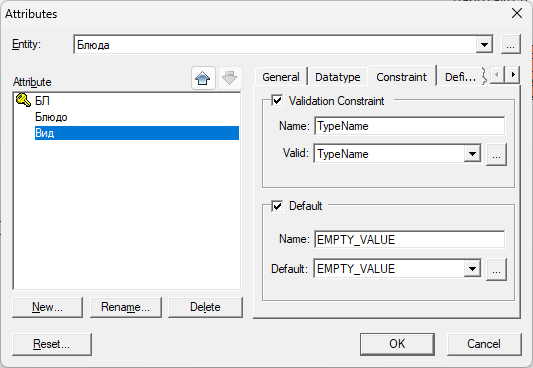 Attributes
Entity: Блюда ...
Attribute
БП
Блюдо
Вид
New... Rename... Delete
General Datatype Constraint Defi...
Validation Constraint
Name: TypeName
Valid: TypeName ...
Default
Name: EMPTY_VALUE
Default: EMPTY_VALUE ...
Reset... OK Cancel